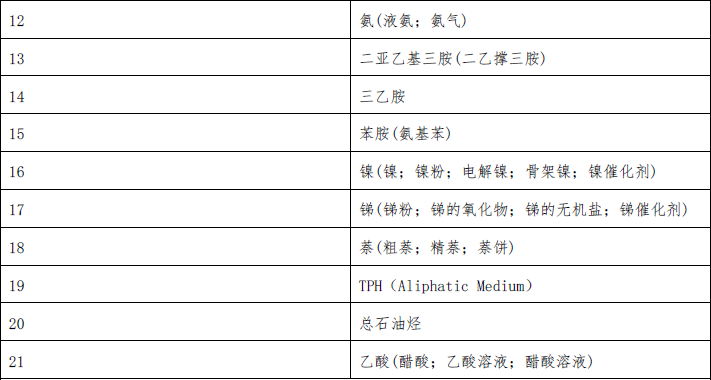 12 氨(液氨；氨气)
13 二亚乙基三胺(二乙撑三胺)
14 三乙胺
15 苯胺(氨基苯)
16 镍(镍；镍粉；电解镍；骨架镍；镍催化剂)
17 锑(锑粉；锑的氧化物；锑的无机盐；锑催化剂)
18 萘(粗萘；精萘；萘饼)
19 TPH（Aliphatic Medium）
20 总石油烃
21 乙酸(醋酸；乙酸溶液；醋酸溶液)